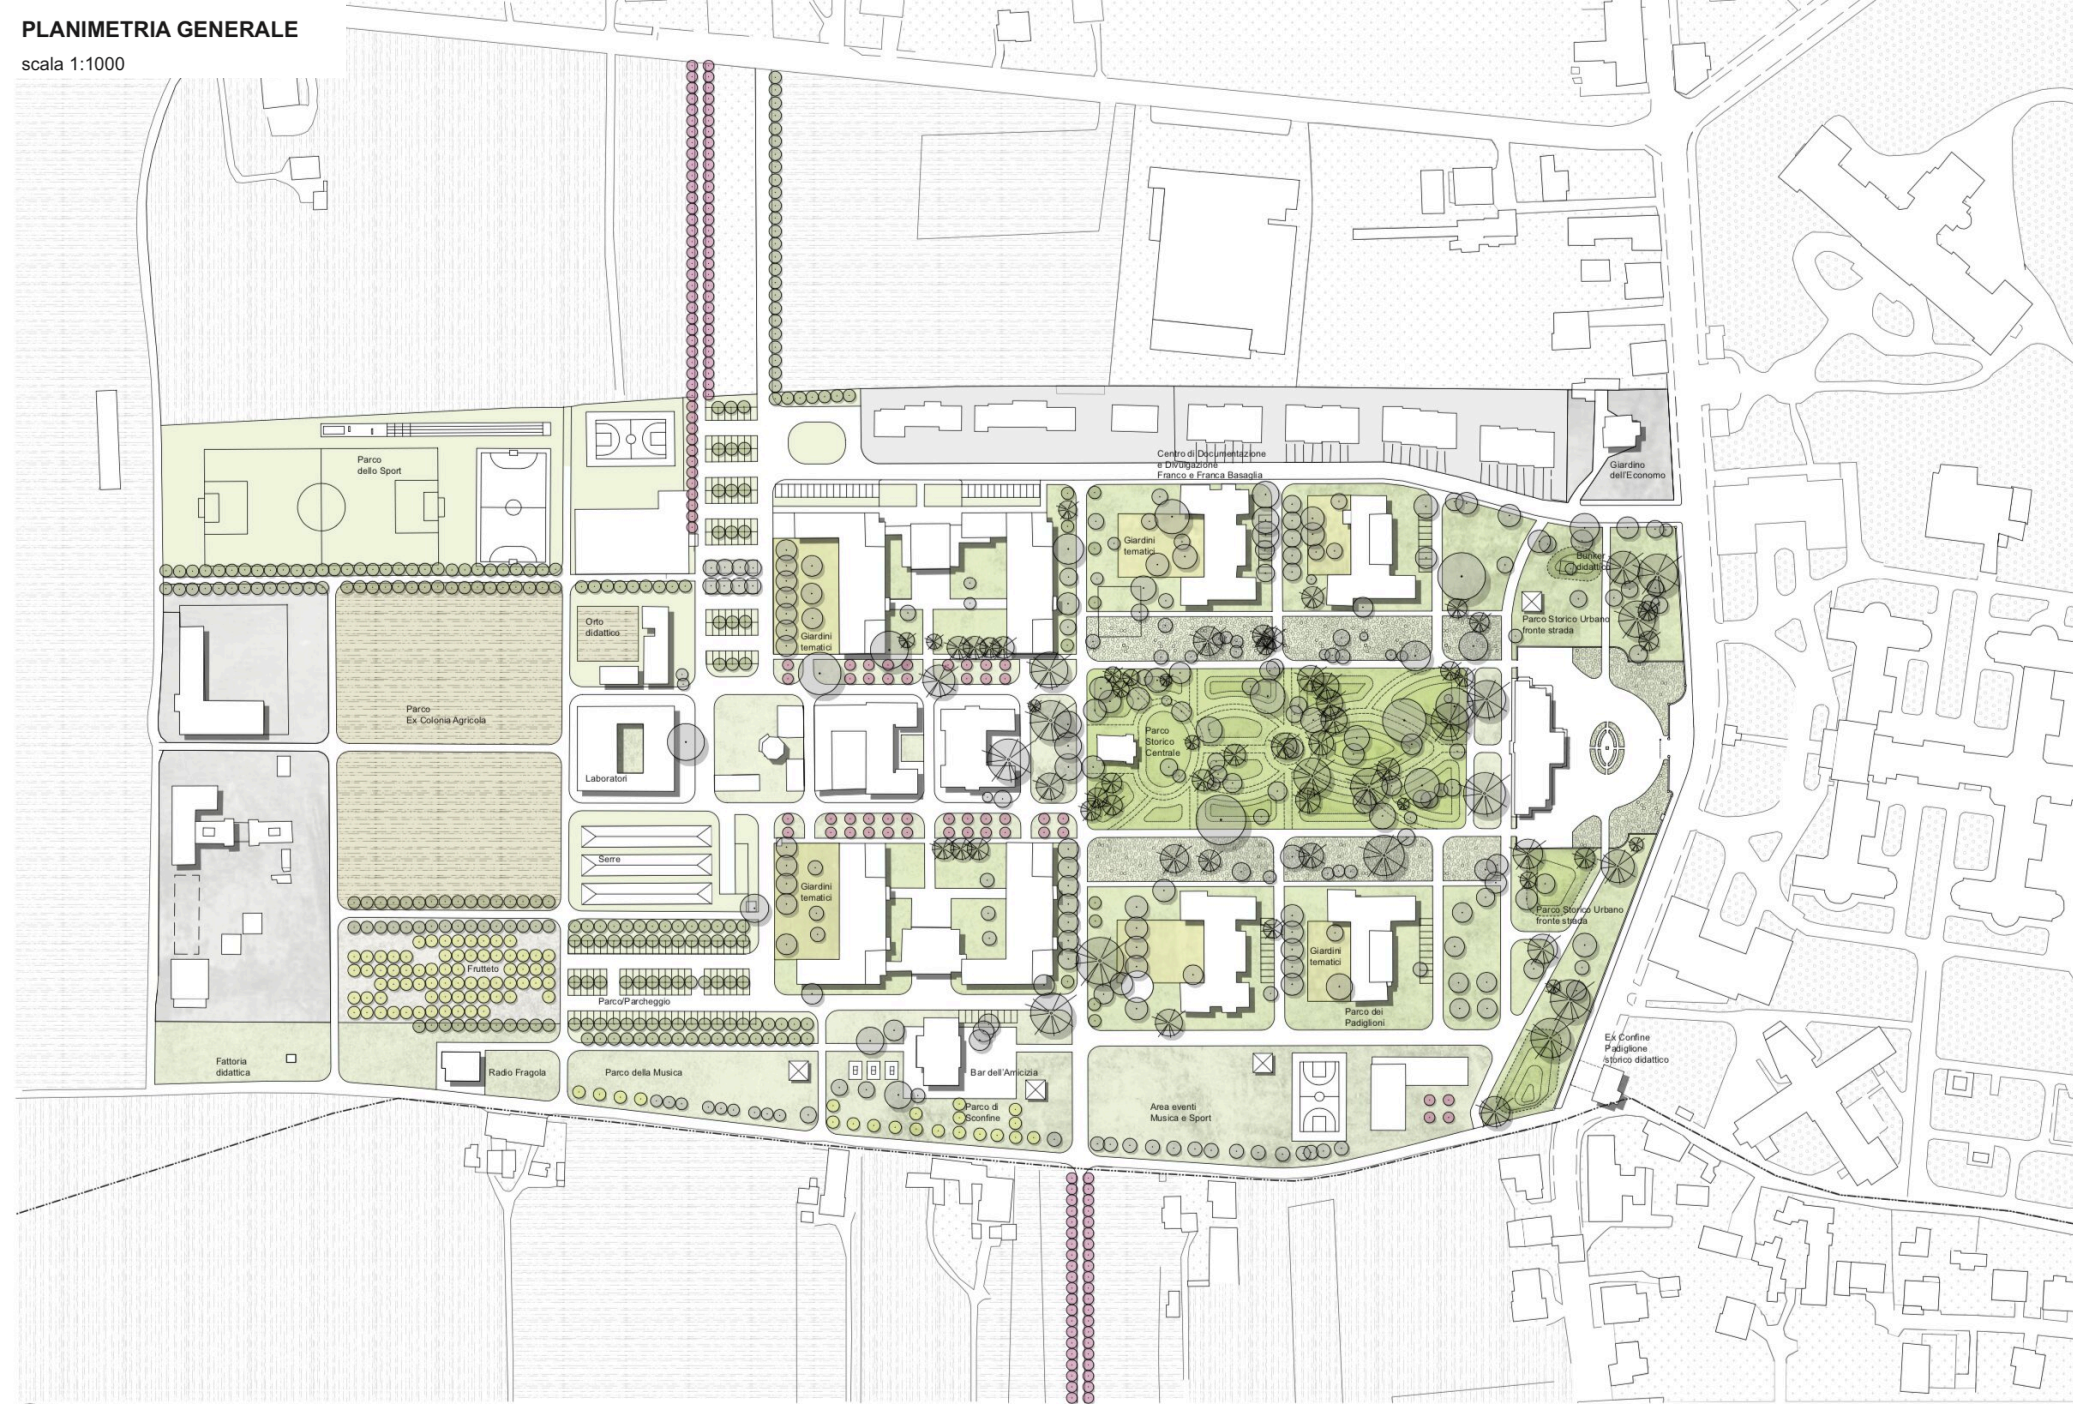 PLANIMETRIA GENERALE
scala 1:1000
Parco
dello Sport
Centro di Documentazione
e Divulgazione
Franco e Franca Basaglia
Giardino
dell'Economo
Giardini
tematici
Bunker
didattico
Orto
didattico
Giardini
tematici
Parco Storico Urbano
fronte strada
Parco
Ex Colonia Agricola
Parco
Storico
Centrale
Laboratori
Serre
Giardini
tematici
Parco Storico Urbano
fronte strada
Frutteto
Giardini
tematici
Parco/Parcheggio
Parco dei
Padiglioni
Ex Confine
Padiglione
storico didattico
Fattoria
didattica
Radio Fragola
Parco della Musica
Bar dell'Amicizia
Parco di
Sconfine
Area eventi
Musica e Sport